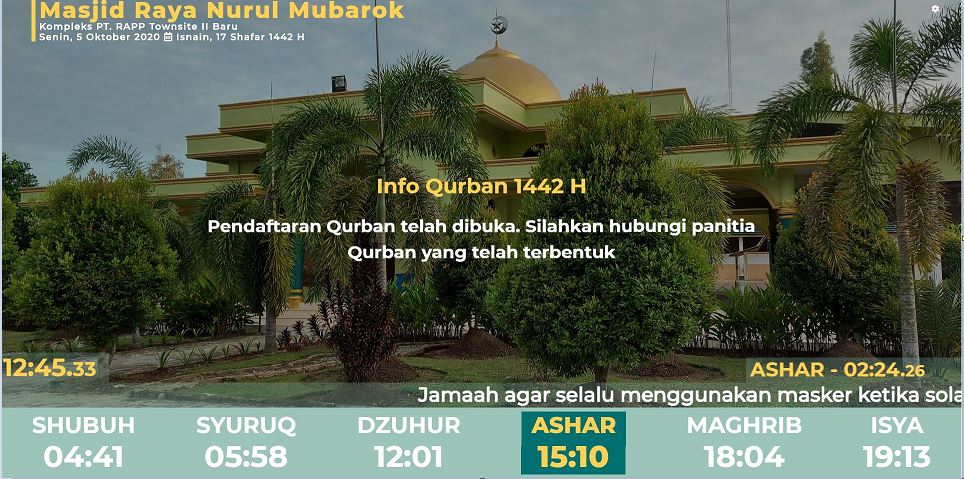 Masjid Raya Nurul Mubarok
Kompleks PT. RAPP Townsite II Baru
Senin, 5 Oktober 2020 Isnain, 17 Shafar 1442 H
Info Qurban 1442 H
Pendaftaran Qurban telah dibuka. Silahkan hubungi panitia
Qurban yang telah terbentuk
12:45.33
ASHAR - 02:24.26
Jamaah agar selalu menggunakan masker ketika sola
SHUBUH SYURUQ DZUHUR ASHAR MAGHRIB ISYA
04:41 05:58 12:01 15:10 18:04 19:13